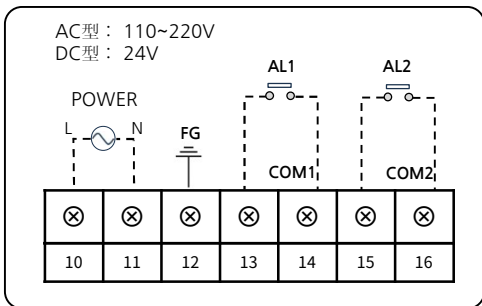 AC型： 110~220V
DC型： 24V
AL1
AL2
POWER
L
N
FG
COM1
COM2
10
11
12
13
14
15
16